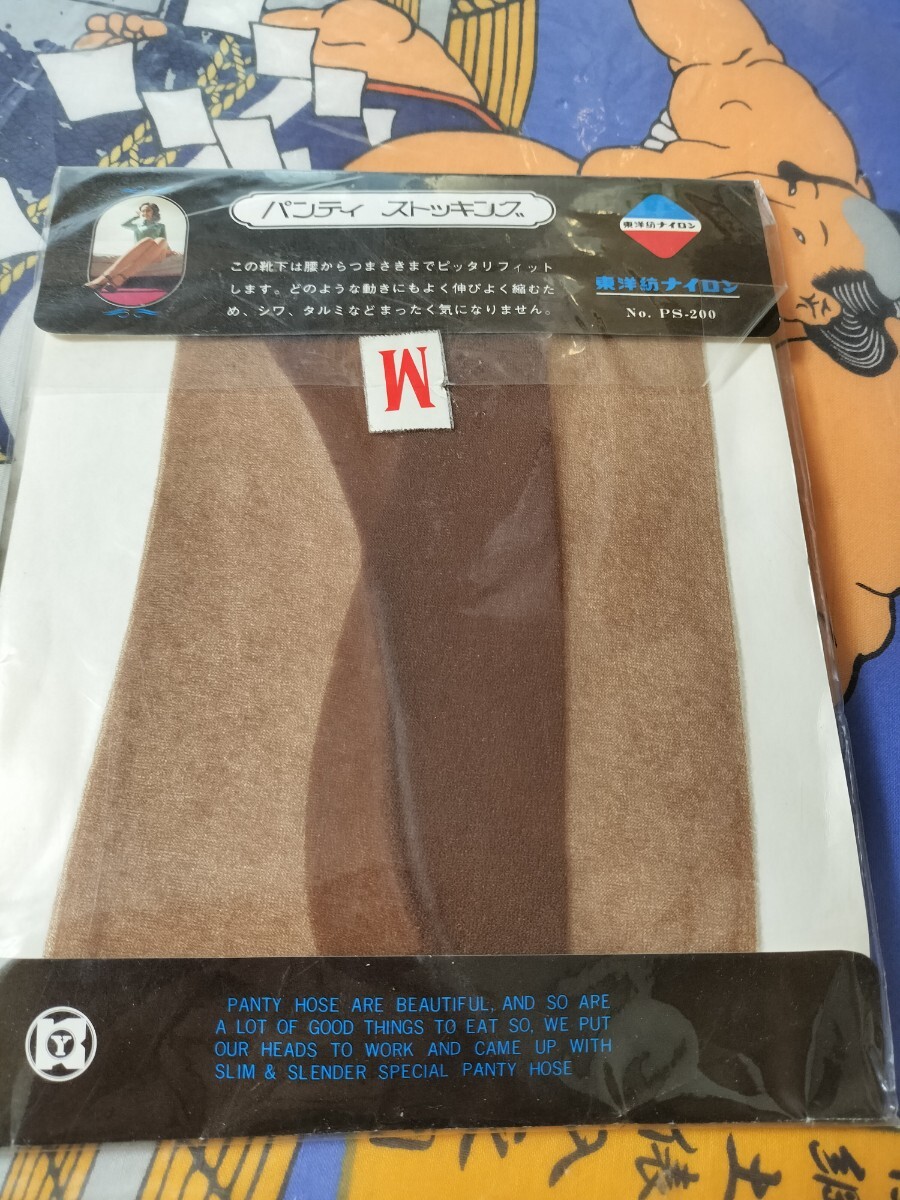 パンティ ストッキング
この靴下は腰からつまさきまでピッタリフィット
します。どのような動きにもよく伸びよく縮むた
め、シワ、タルミなどまったく気になりません。
東洋紡ナイロン
東洋紡ナイロン
No. PS-200
M
Y
PANTY HOSE ARE BEAUTIFUL, AND SO ARE
A LOT OF GOOD THINGS TO EAT SO, WE PUT
OUR HEADS TO WORK AND CAME UP WITH
SLIM & SLENDER SPECIAL PANTY HOSE